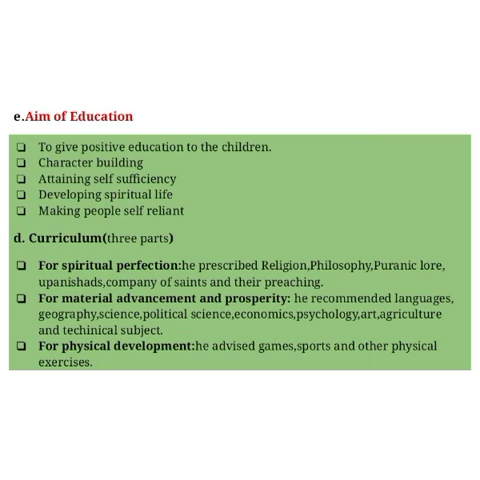 e.Aim of Education
❑ To give positive education to the children.
❑ Character building
❑ Attaining self sufficiency
❑ Developing spiritual life
❑ Making people self reliant
d. Curriculum(three parts)
❑ For spiritual perfection:he prescribed Religion,Philosophy,Puranic lore,
upanishads,company of saints and their preaching.
❑ For material advancement and prosperity: he recommended languages,
geography,science,political science,economics,psychology,art,agriculture
and techinical subject.
❑ For physical development:he advised games,sports and other physical
exercises.